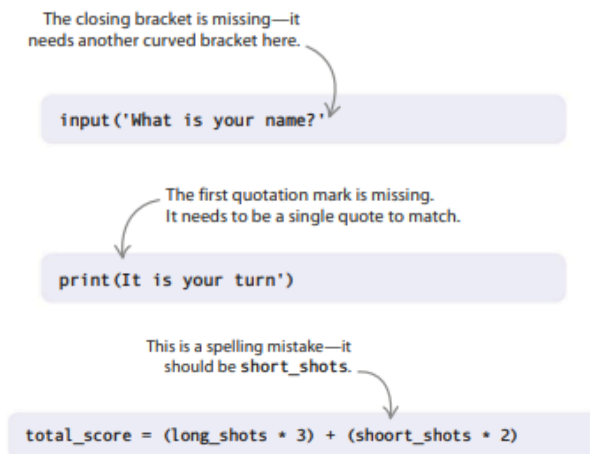 The closing bracket is missing—it
needs another curved bracket here.
input('What is your name?'
The first quotation mark is missing.
It needs to be a single quote to match.
print(It is your turn')
This is a spelling mistake—it
should be short_shots.
total_score = (long_shots * 3) + (shoort_shots * 2)